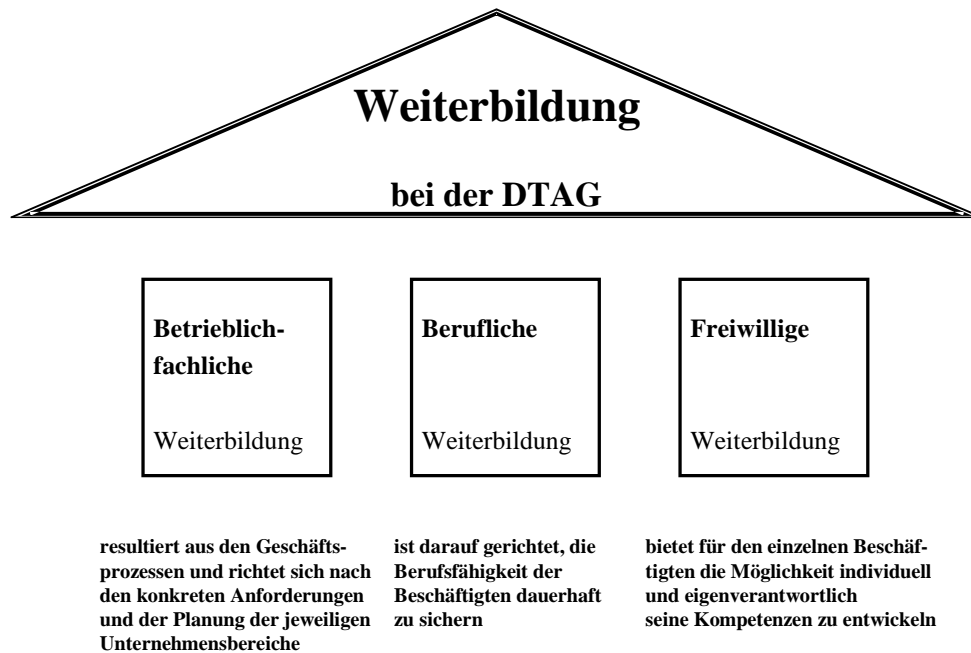 Weiterbildung
bei der DTAG
Betrieblich-
fachliche
Weiterbildung
Berufliche
Weiterbildung
Freiwillige
Weiterbildung
resultiert aus den Geschäfts-
prozessen und richtet sich nach
den konkreten Anforderungen
und der Planung der jeweiligen
Unternehmensbereiche
ist darauf gerichtet, die
Berufsfähigkeit der
Beschäftigten dauerhaft
zu sichern
bietet für den einzelnen Beschäf-
tigten die Möglichkeit individuell
und eigenverantwortlich
seine Kompetenzen zu entwickeln